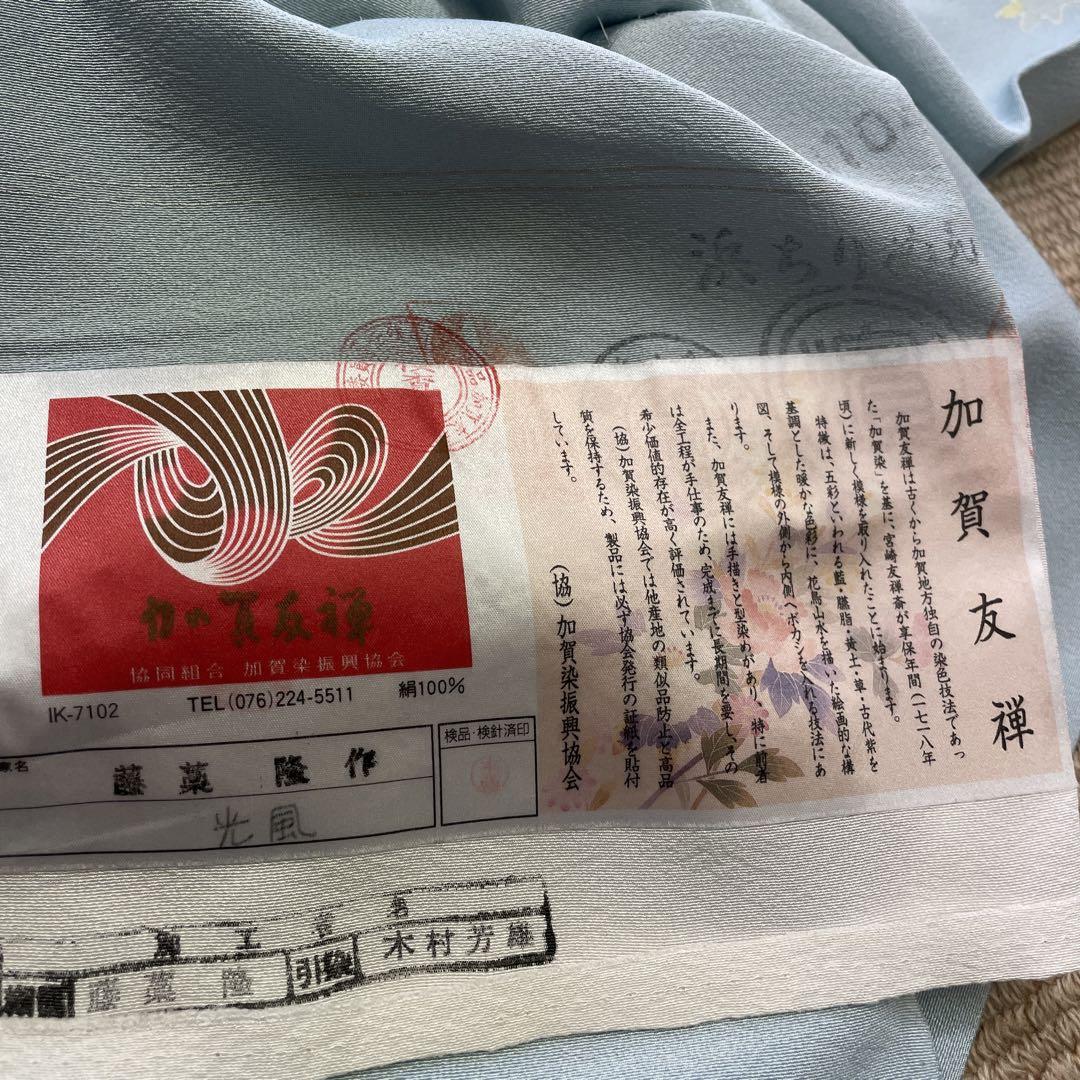 10.
浜ちりめん
加賀友禅
加賀友禅は古くから加賀地方独自の染色技法であっ
た「加賀染」を基に、宮崎友禅斎が享保年間(一七一八年
頃)に新しく模様を取り入れたことに始まります。
特徴は、五彩といわれる藍・臙脂・黄土・草・古代紫を
基調とした暖かな色彩に、花鳥山水を描いた絵画的な構
図、そして模様の外側から内側へボカシを入れる技法にあ
ります。
また、加賀友禅には手描きと型染めがあり、特に前者
は全工程が手仕事のため、完成までに長期間を要し、その
希少価値的存在が高く評価されています。
(協)加賀染振興協会では他産地の類似品防止と高品
質を保持するため、製品には必ず協会発行の証紙を貼付
しています。
(協)加賀染振興協会
加賀友禅
協同組合 加賀染振興協会
IK-7102
TEL(076)224-5511
絹100%
検品・検針済印
家名
藤葉 隆作
光風
加工者名
藤葉 隆
引染
木村芳雄